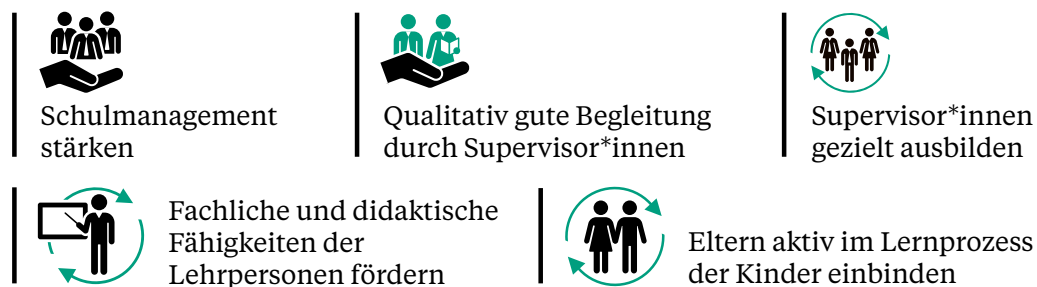 Schulmanagement
stärken
Qualitativ gute Begleitung
durch Supervisor*innen
Supervisor*innen
gezielt ausbilden
Fachliche und didaktische
Fähigkeiten der
Lehrpersonen fördern
Eltern aktiv im Lernprozess
der Kinder einbinden